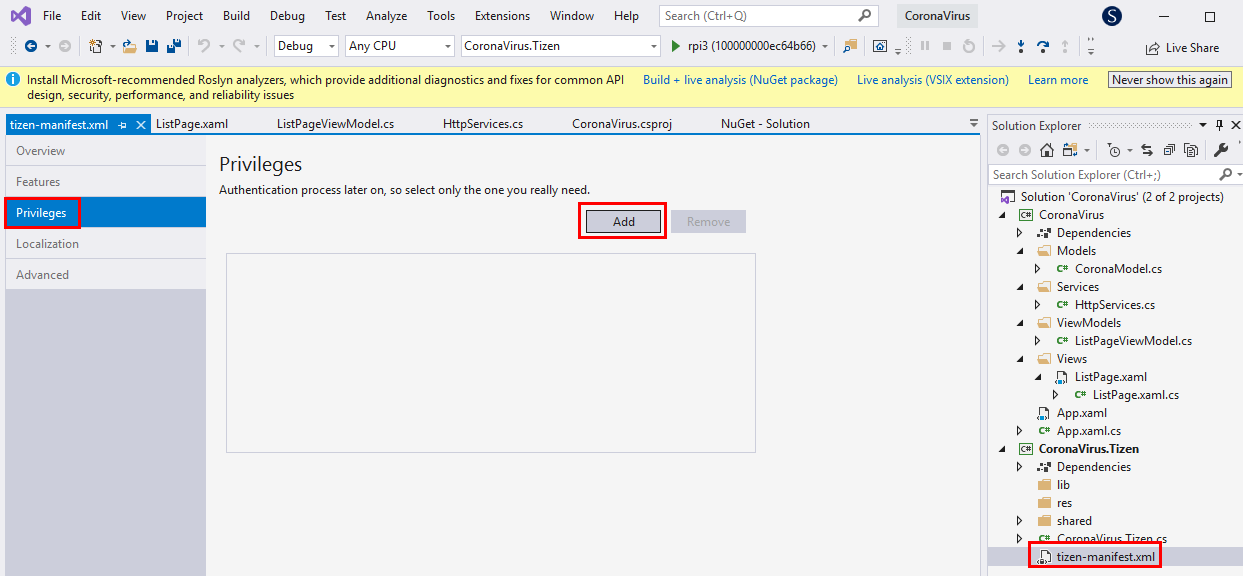 File Edit View Project Build Debug Test Analyze Tools Extensions Window Help Search (Ctrl+Q) CoronaVirus S
Debug Any CPU CoronaVirus.Tizen rpi3 (100000000ec64b66) Live Share
Install Microsoft-recommended Roslyn analyzers, which provide additional diagnostics and fixes for common API design, security, performance, and reliability issues
Build + live analysis (NuGet package) Live analysis (VSIX extension) Learn more Never show this again
tizen-manifest.xml ListPage.xaml ListPageViewModel.cs HttpServices.cs CoronaVirus.csproj NuGet - Solution
Overview
Features
Privileges
Localization
Advanced
Privileges
Authentication process later on, so select only the one you really need.
Add Remove
Solution Explorer
Search Solution Explorer (Ctrl+;)
Solution 'CoronaVirus' (2 of 2 projects)
C# CoronaVirus
Dependencies
Models
C# CoronaModel.cs
Services
C# HttpServices.cs
ViewModels
C# ListPageViewModel.cs
Views
ListPage.xaml
C# ListPage.xaml.cs
App.xaml
C# App.xaml.cs
C# CoronaVirus.Tizen
Dependencies
lib
res
shared
C# CoronaVirus.Tizen.cs
tizen-manifest.xml